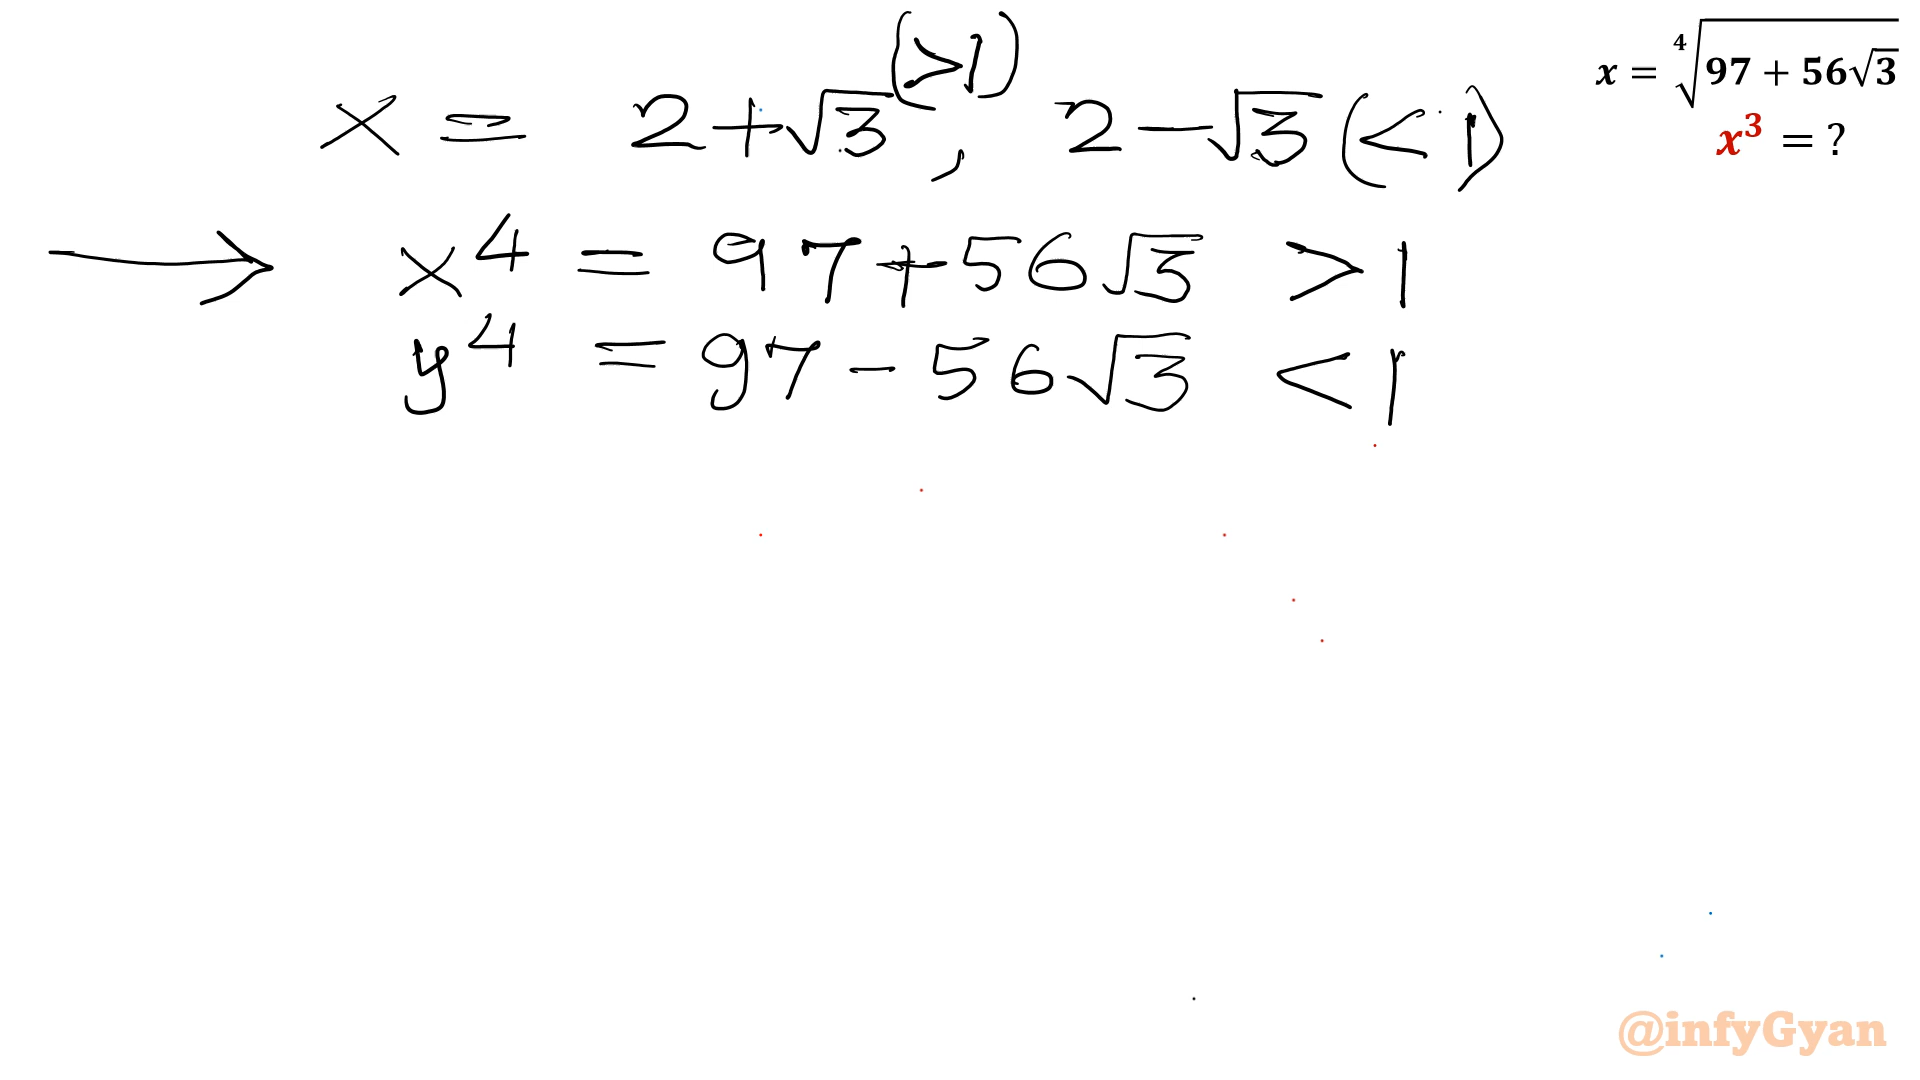 x = 2+√3 (>1) , 2-√3 (<1)
→ x⁴ = 97+56√3 >1
y⁴ = 97-56√3 <1
x = ∜(97 + 56√3)
x³ = ?
@infyGyan